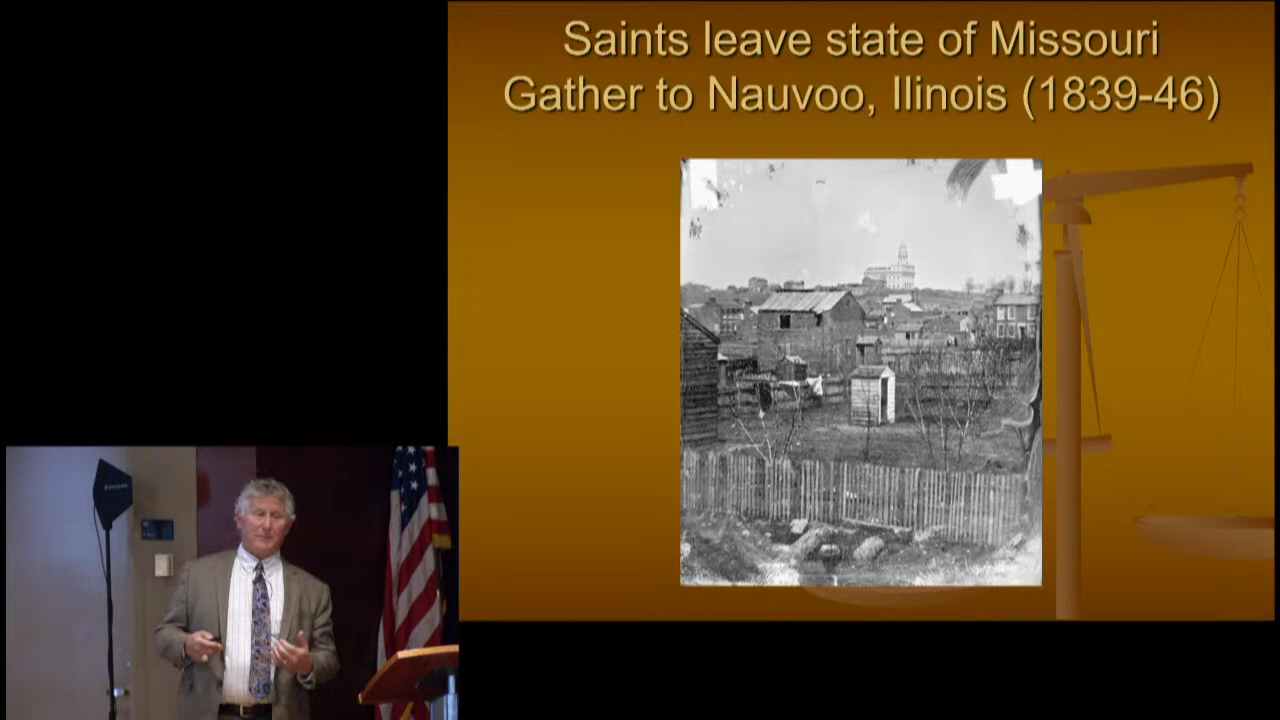 Saints leave state of Missouri
Gather to Nauvoo, Ilinois (1839-46)